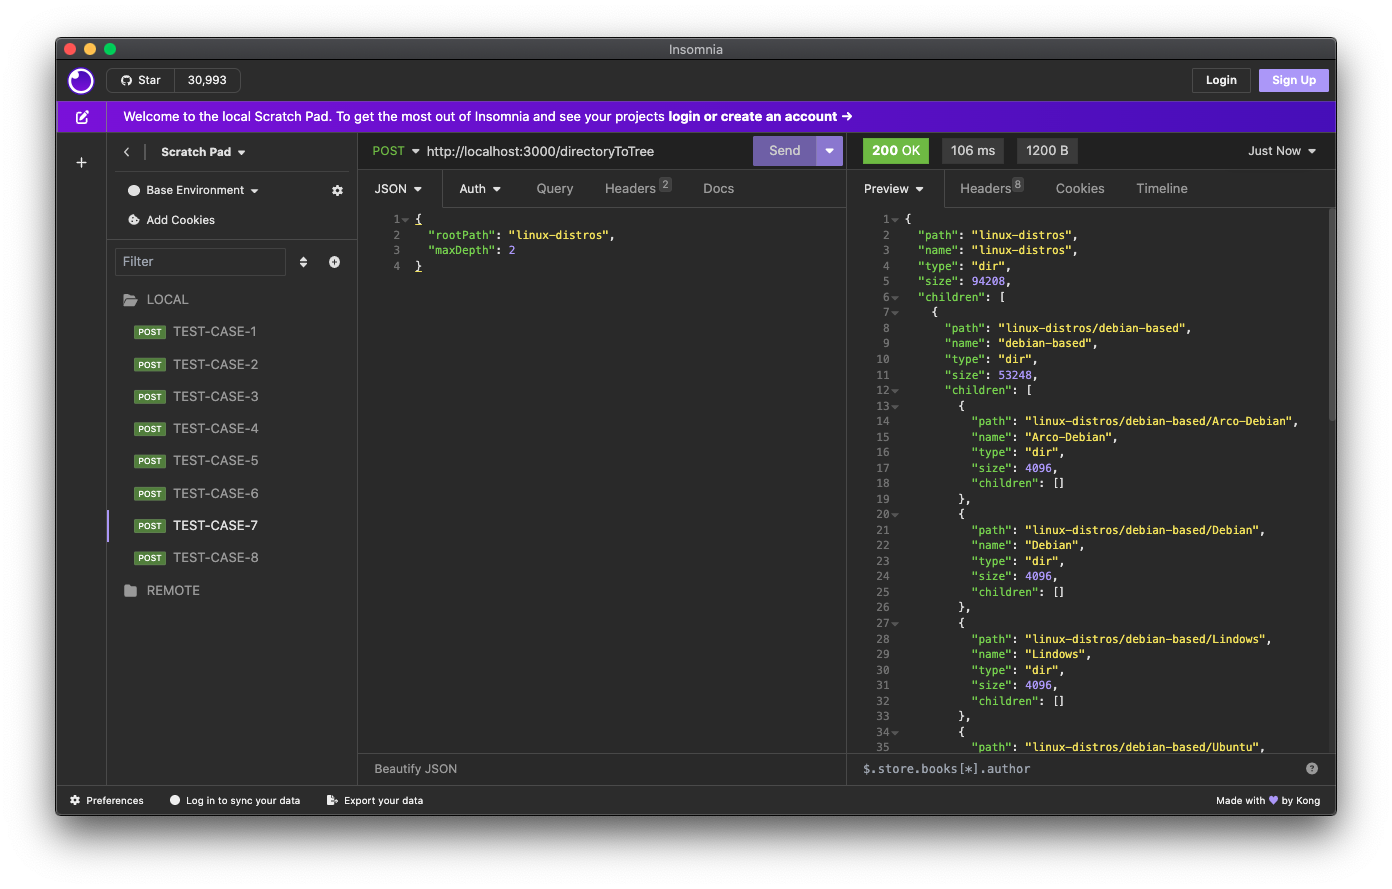 Insomnia
Star 30,993
Login Sign Up
Welcome to the local Scratch Pad. To get the most out of Insomnia and see your projects login or create an account →
Scratch Pad
Base Environment
Add Cookies
Filter
LOCAL
POST TEST-CASE-1
POST TEST-CASE-2
POST TEST-CASE-3
POST TEST-CASE-4
POST TEST-CASE-5
POST TEST-CASE-6
POST TEST-CASE-7
POST TEST-CASE-8
REMOTE
POST http://localhost:3000/directoryToTree Send
JSON Auth Query Headers 2 Docs
1 {
2 "rootPath": "linux-distros",
3 "maxDepth": 2
4 }
Beautify JSON
200 OK 106 ms 1200 B Just Now
Preview Headers 8 Cookies Timeline
1 {
2 "path": "linux-distros",
3 "name": "linux-distros",
4 "type": "dir",
5 "size": 94208,
6 "children": [
7 {
8 "path": "linux-distros/debian-based",
9 "name": "debian-based",
10 "type": "dir",
11 "size": 53248,
12 "children": [
13 {
14 "path": "linux-distros/debian-based/Arco-Debian",
15 "name": "Arco-Debian",
16 "type": "dir",
17 "size": 4096,
18 "children": []
19 },
20 {
21 "path": "linux-distros/debian-based/Debian",
22 "name": "Debian",
23 "type": "dir",
24 "size": 4096,
25 "children": []
26 },
27 {
28 "path": "linux-distros/debian-based/Lindows",
29 "name": "Lindows",
30 "type": "dir",
31 "size": 4096,
32 "children": []
33 },
34 {
35 "path": "linux-distros/debian-based/Ubuntu",
$.store.books[*].author
Preferences Log in to sync your data Export your data Made with 💜 by Kong